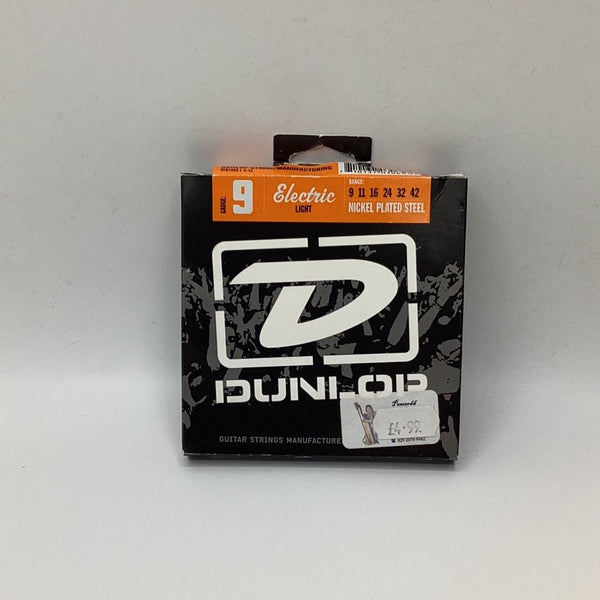 GAUGE:
9
Electric
LIGHT
RANGE:
9 11 16 24 32 42
NICKEL PLATED STEEL
DUNLOP
GUITAR STRINGS MANUFACTURE
£4.99